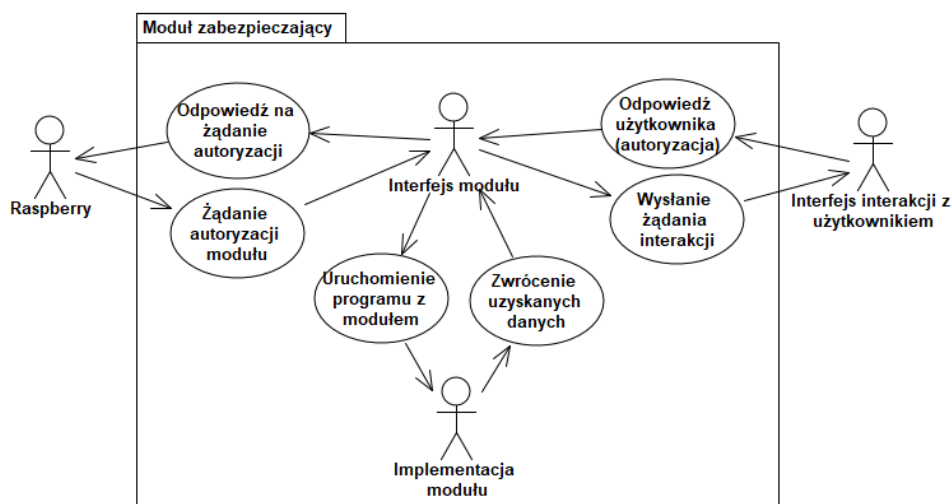 Moduł zabezpieczający
Odpowiedź na
żądanie
autoryzacji
Odpowiedź
użytkownika
(autoryzacja)
Raspberry
Interfejs modułu
Interfejs interakcji z
użytkownikiem
Żądanie
autoryzacji
modułu
Wysłanie
żądania
interakcji
Uruchomienie
programu z
modułem
Zwrócenie
uzyskanych
danych
Implementacja
modułu